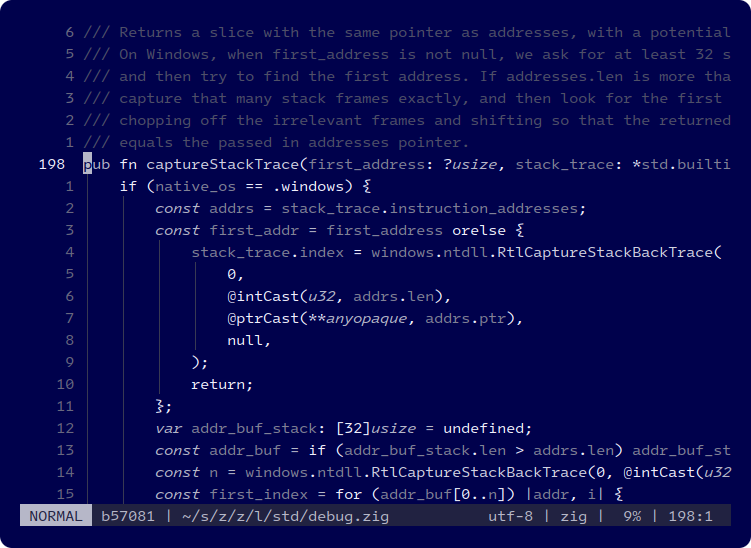 6 /// Returns a slice with the same pointer as addresses, with a potential
5 /// On Windows, when first_address is not null, we ask for at least 32 s
4 /// and then try to find the first address. If addresses.len is more tha
3 /// capture that many stack frames exactly, and then look for the first
2 /// chopping off the irrelevant frames and shifting so that the returned
1 /// equals the passed in addresses pointer.
198 pub fn captureStackTrace(first_address: ?usize, stack_trace: *std.builti
1 if (native_os == .windows) {
2 const addrs = stack_trace.instruction_addresses;
3 const first_addr = first_address orelse {
4 stack_trace.index = windows.ntdll.RtlCaptureStackBackTrace(
5 0,
6 @intCast(u32, addrs.len),
7 @ptrCast(**anyopaque, addrs.ptr),
8 null,
9 );
10 return;
11 };
12 var addr_buf_stack: [32]usize = undefined;
13 const addr_buf = if (addr_buf_stack.len > addrs.len) addr_buf_st
14 const n = windows.ntdll.RtlCaptureStackBackTrace(0, @intCast(u32
15 const first_index = for (addr_buf[0..n]) |addr, i| {
NORMAL b57081 | ~/s/z/z/l/std/debug.zig utf-8 | zig | 9% | 198:1